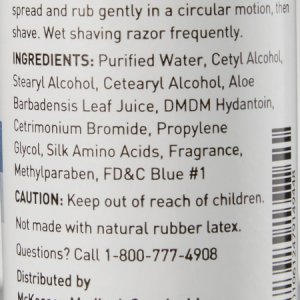 spread and rub gently in a circular motion, then
shave. Wet shaving razor frequently.
INGREDIENTS: Purified Water, Cetyl Alcohol,
Stearyl Alcohol, Cetearyl Alcohol, Aloe
Barbadensis Leaf Juice, DMDM Hydantoin,
Cetrimonium Bromide, Propylene
Glycol, Silk Amino Acids, Fragrance,
Methylparaben, FD&C Blue #1
CAUTION: Keep out of reach of children.
Not made with natural rubber latex.
Questions? Call 1-800-777-4908
Distributed by